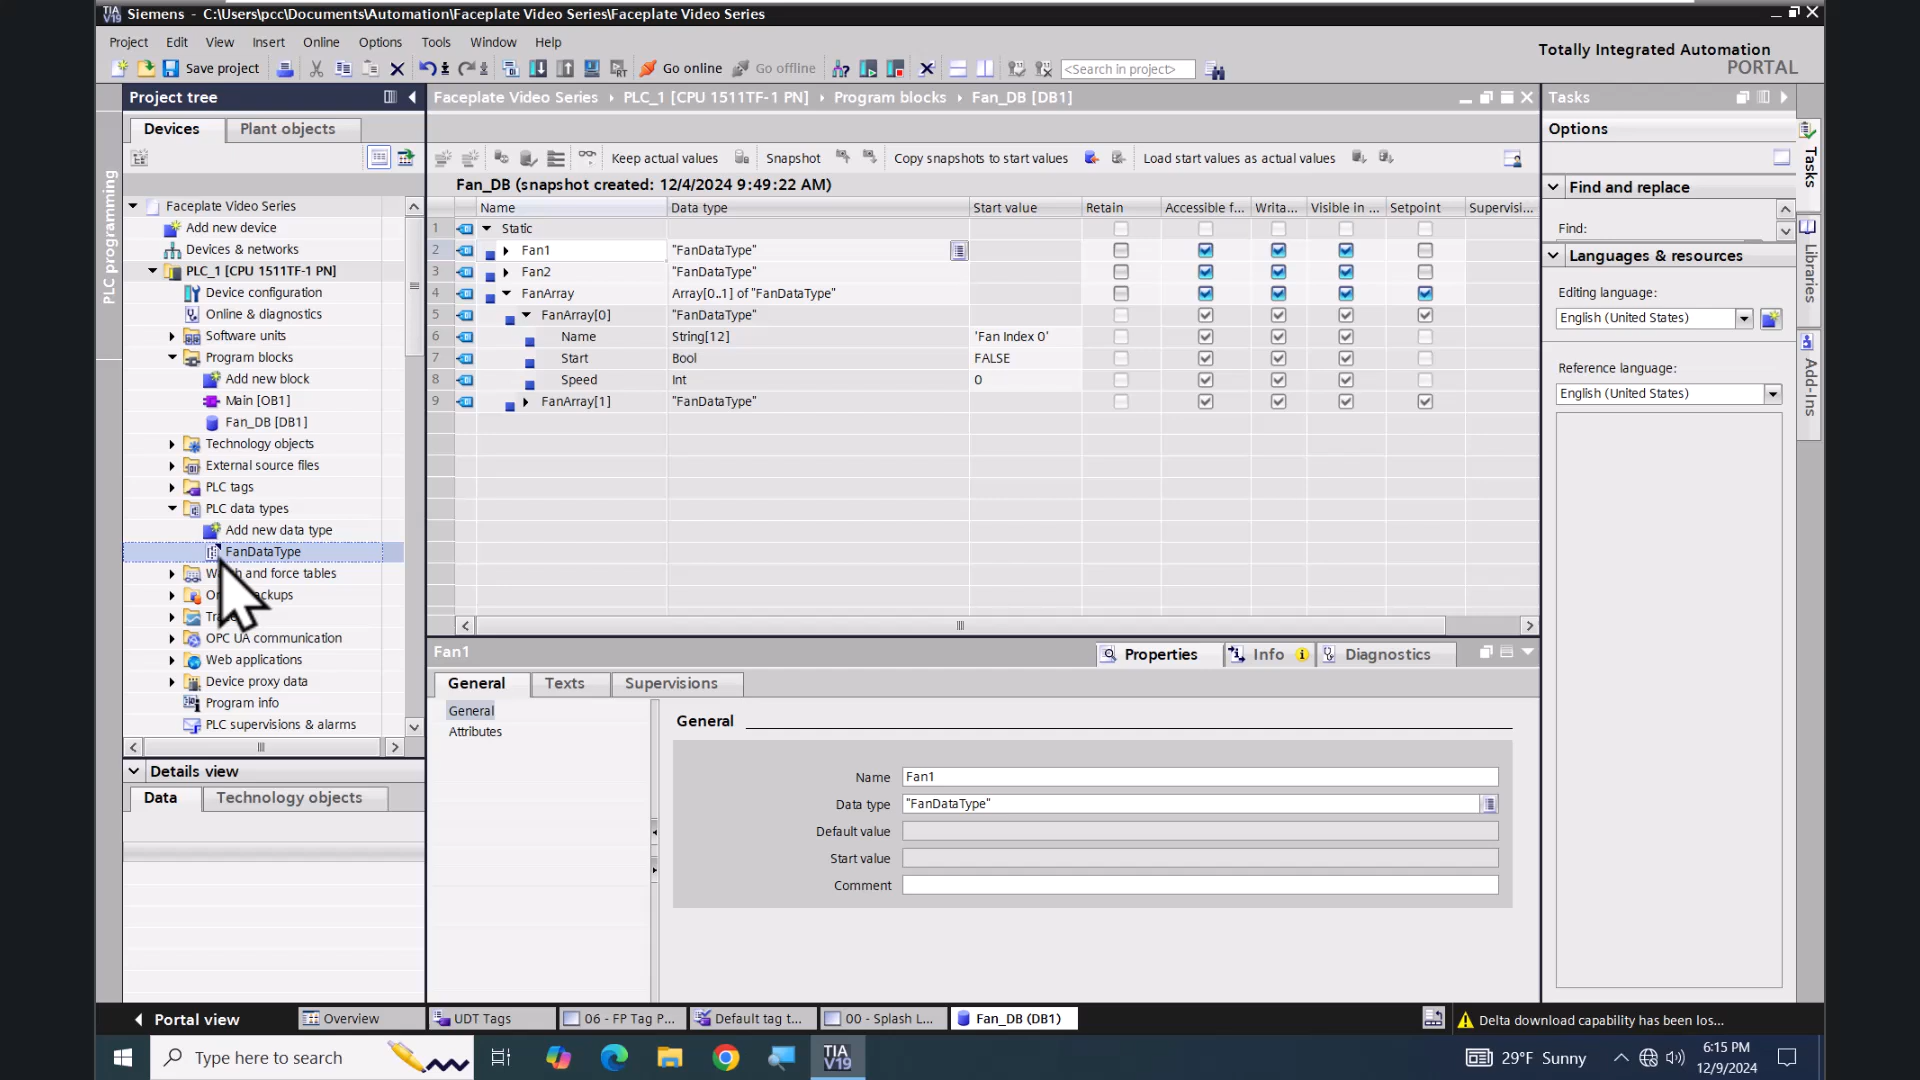 Siemens - C:\Users\pcc\Documents\Automation\Faceplate Video Series\Faceplate Video Series
Project Edit View Insert Online Options Tools Window Help
Totally Integrated Automation
PORTAL
Save project Go online Go offline <Search in project>
Project tree
Faceplate Video Series PLC_1 [CPU 1511TF-1 PN] Program blocks Fan_DB [DB1]
Tasks
Devices Plant objects
Options
Keep actual values Snapshot Copy snapshots to start values Load start values as actual values
PLC programming
Fan_DB (snapshot created: 12/4/2024 9:49:22 AM)
Name Data type Start value Retain Accessible f... Writa... Visible in ... Setpoint Supervisi...
1 Static
2 Fan1 "FanDataType"
3 Fan2 "FanDataType"
4 FanArray Array[0..1] of "FanDataType"
5 FanArray[0] "FanDataType"
6 Name String[12] 'Fan Index 0'
7 Start Bool FALSE
8 Speed Int 0
9 FanArray[1] "FanDataType"
Faceplate Video Series
Add new device
Devices & networks
PLC_1 [CPU 1511TF-1 PN]
Device configuration
Online & diagnostics
Software units
Program blocks
Add new block
Main [OB1]
Fan_DB [DB1]
Technology objects
External source files
PLC tags
PLC data types
Add new data type
FanDataType
and force tables
OPC UA communication
Web applications
Device proxy data
Program info
PLC supervisions & alarms
Details view
Data Technology objects
Find and replace
Find:
Languages & resources
Editing language:
English (United States)
Reference language:
English (United States)
Tasks
Libraries
Add-Ins
Fan1
Properties Info Diagnostics
General Texts Supervisions
General
Attributes
General
Name Fan1
Data type "FanDataType"
Default value
Start value
Comment
Portal view Overview UDT Tags 06 - FP Tag P... Default tag t... 00 - Splash L... Fan_DB (DB1) Delta download capability has been los...
Type here to search
TIA
V19
29°F Sunny
6:15 PM
12/9/2024